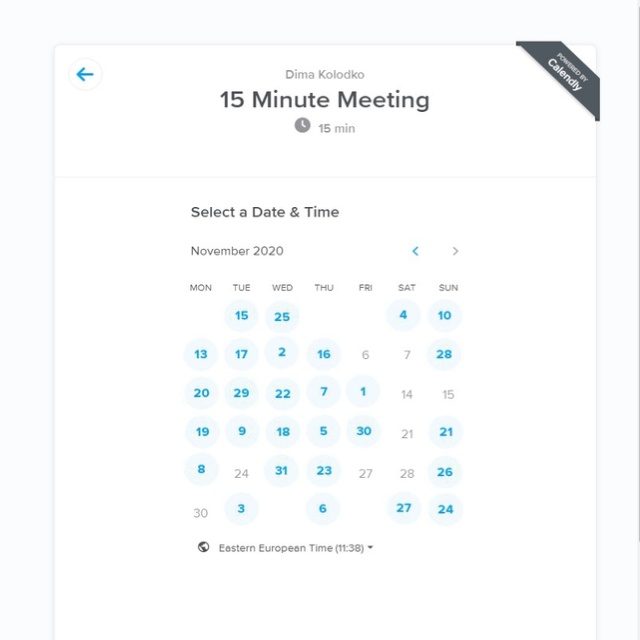 POWERED BY
Calendly
Dima Kolodko
15 Minute Meeting
15 min
Select a Date & Time
November 2020
MON TUE WED THU FRI SAT SUN
15 25 4 10
13 17 2 16 6 7 28
20 29 22 7 1 14 15
19 9 18 5 30 21 21
8 24 31 23 27 28 26
30 3 6 27 24
Eastern European Time (11:38)